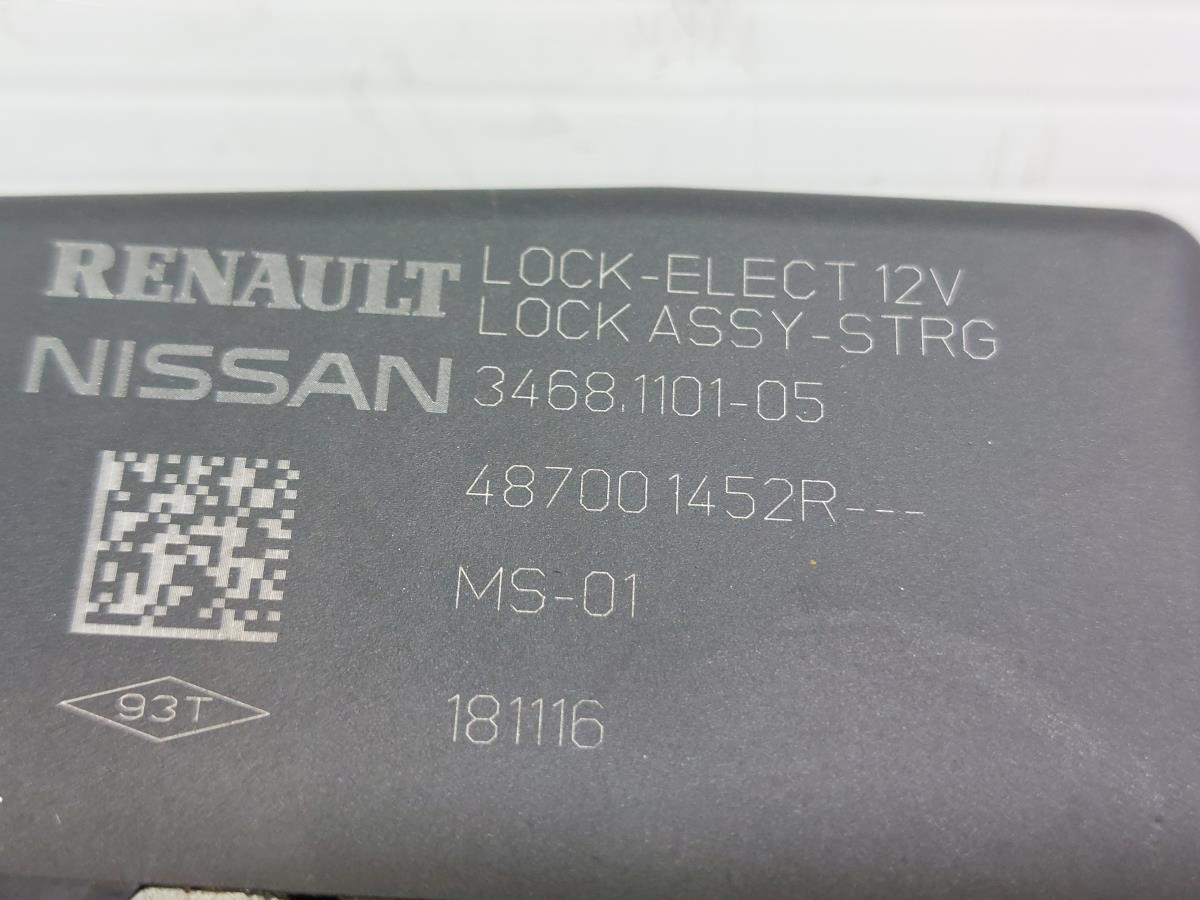 RENAULT LOCK-ELECT 12V
LOCK ASSY-STRG
NISSAN 3468.1101-05
487001452R---
MS-01
93T 181116